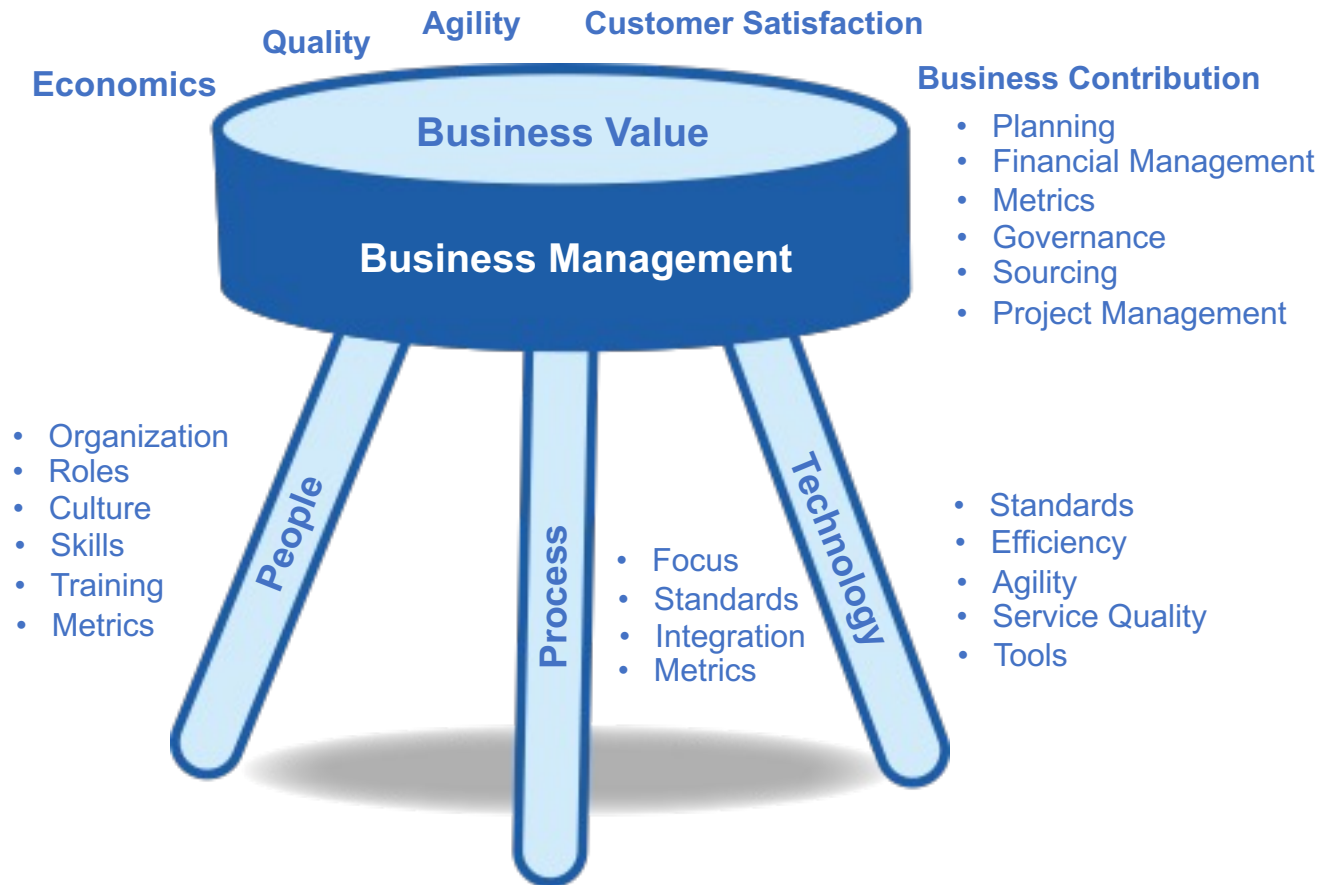 Economics
Quality
Agility
Customer Satisfaction
Business Contribution
Business Value
Business Management
• Planning
• Financial Management
• Metrics
• Governance
• Sourcing
• Project Management
• Organization
• Roles
• Culture
• Skills
• Training
• Metrics
People
Process
• Focus
• Standards
• Integration
• Metrics
Technology
• Standards
• Efficiency
• Agility
• Service Quality
• Tools